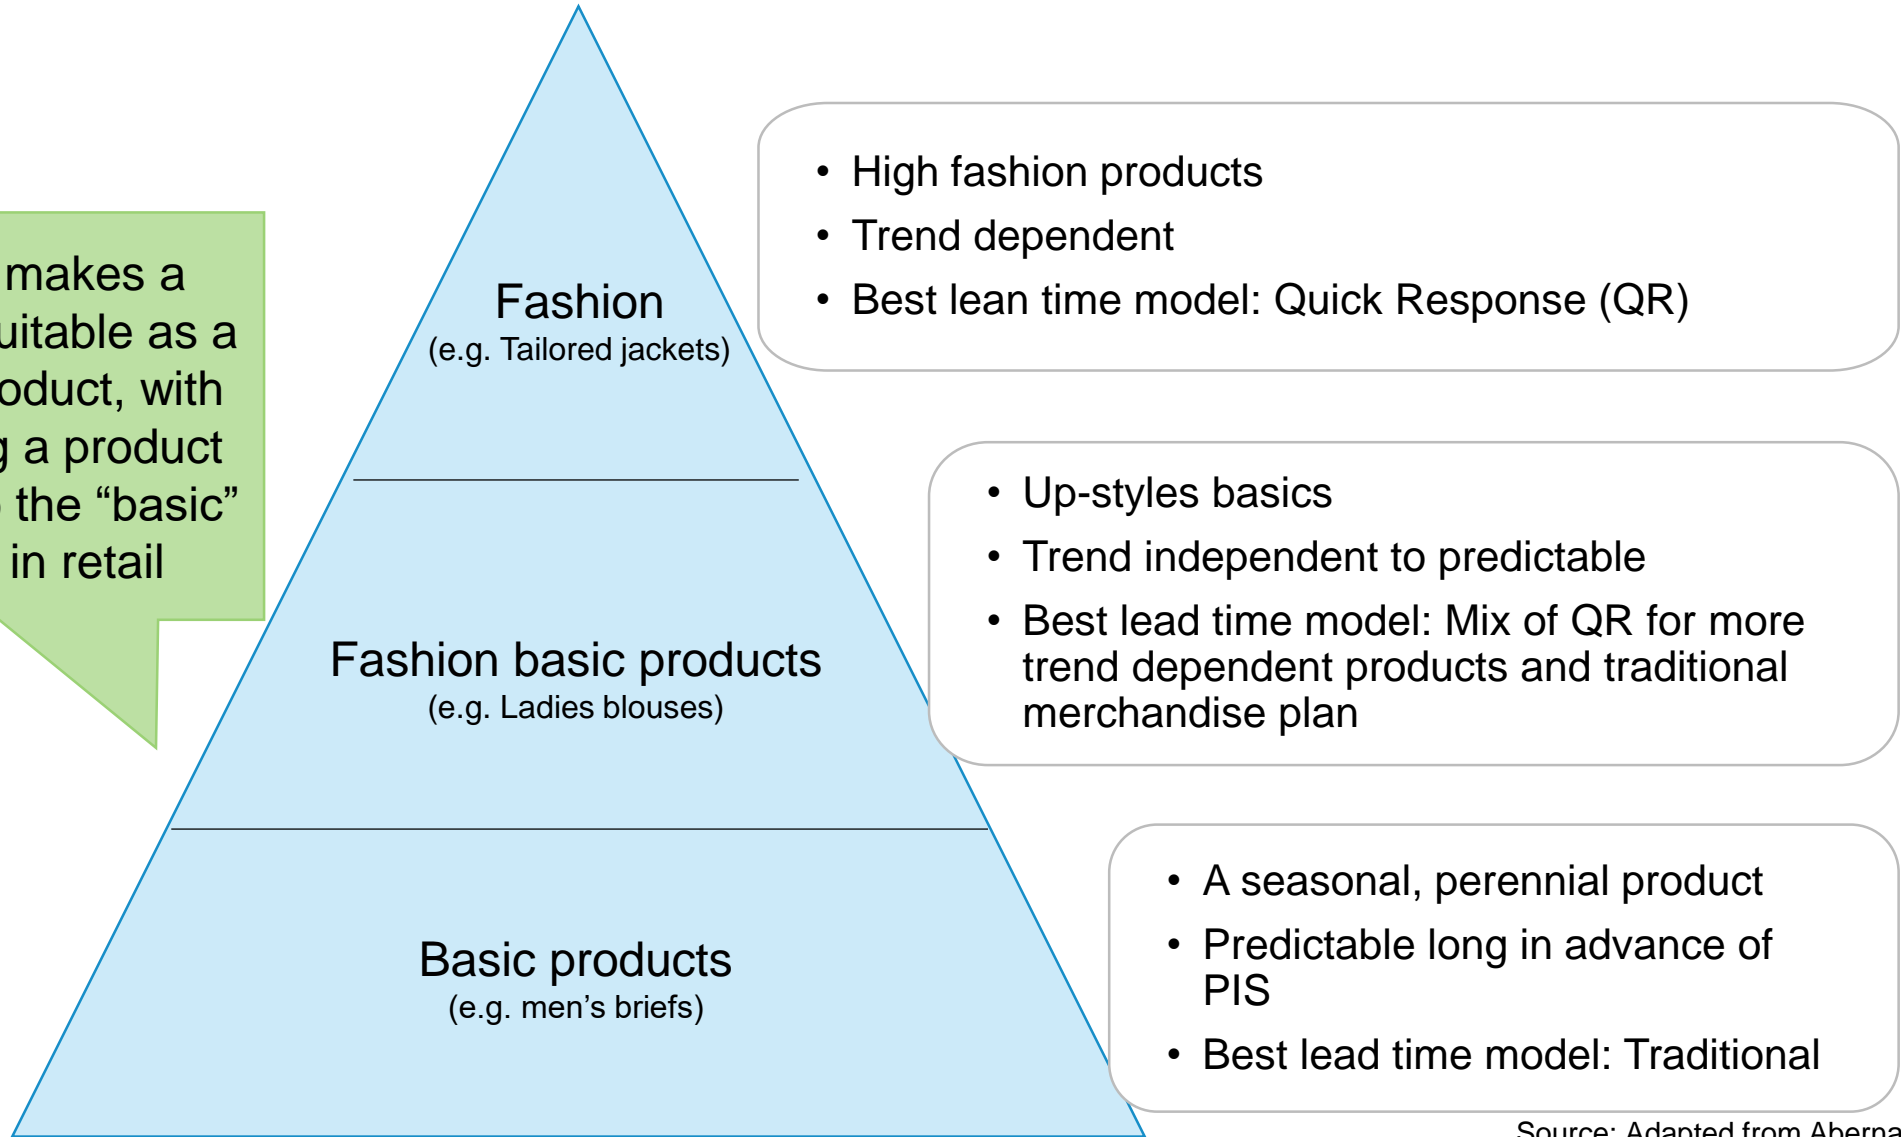 makes a
uitable as a
oduct, with
g a product
the “basic”
in retail
Fashion
(e.g. Tailored jackets)
• High fashion products
• Trend dependent
• Best lean time model: Quick Response (QR)
Fashion basic products
(e.g. Ladies blouses)
• Up-styles basics
• Trend independent to predictable
• Best lead time model: Mix of QR for more
trend dependent products and traditional
merchandise plan
Basic products
(e.g. men’s briefs)
• A seasonal, perennial product
• Predictable long in advance of
PIS
• Best lead time model: Traditional
Source: Adapted from Aberna